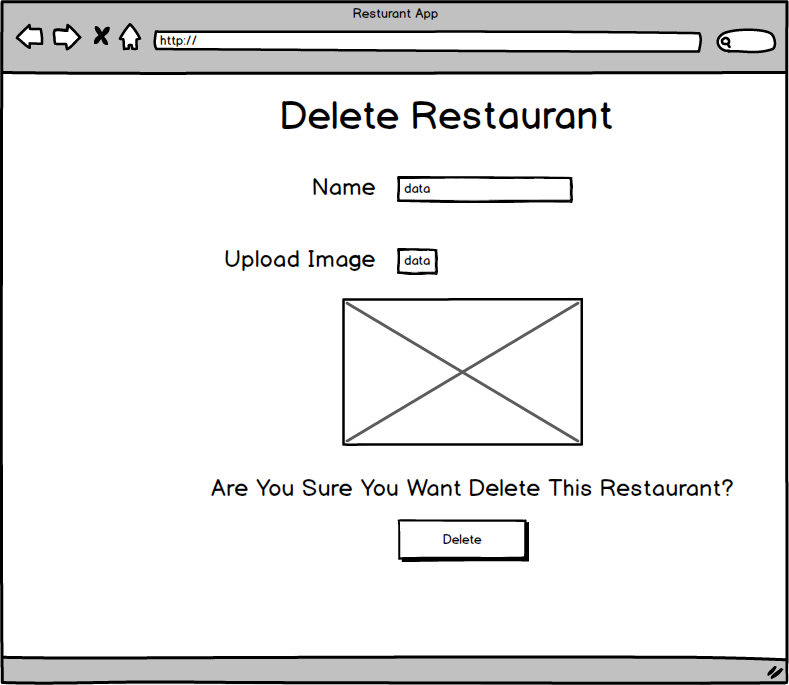 Resturant App
http://
Delete Restaurant
Name data
Upload Image data
Are You Sure You Want Delete This Restaurant?
Delete